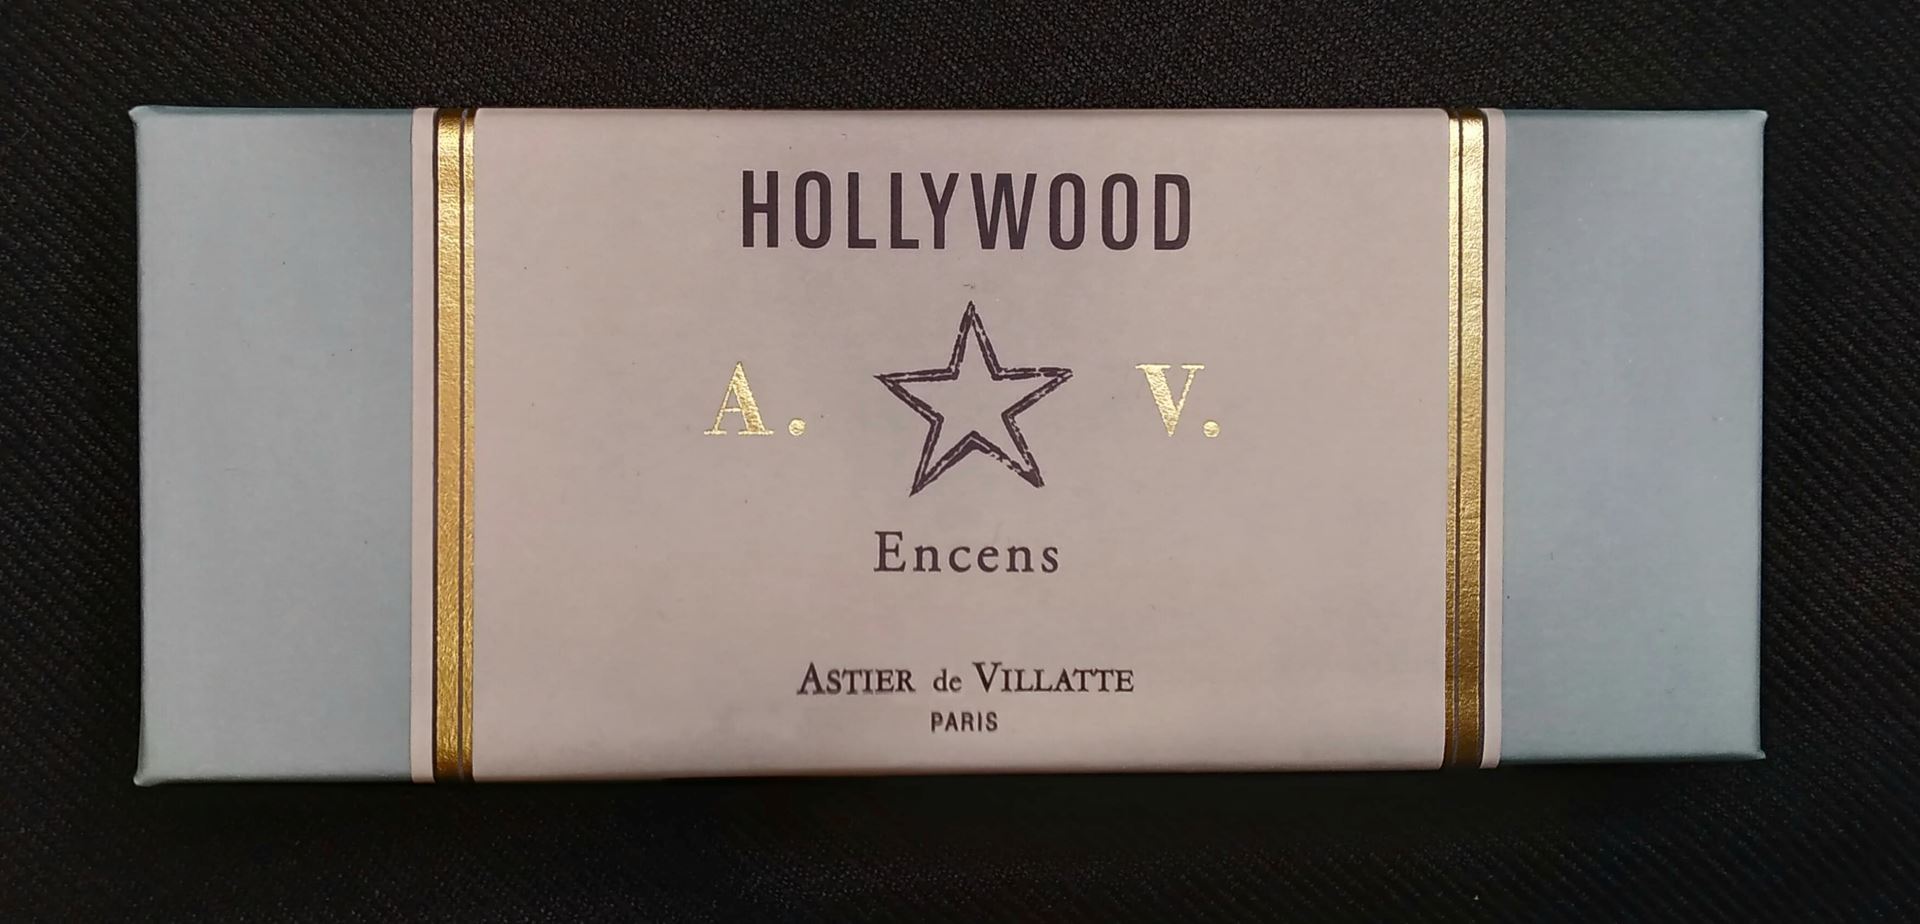 HOLLYWOOD
A. V.
Encens
ASTIER de VILLATTE
PARIS